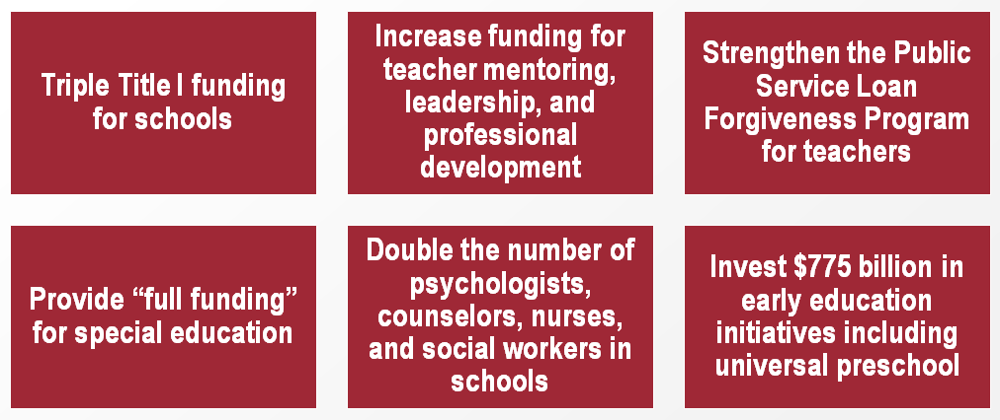 Triple Title I funding
for schools
Increase funding for
teacher mentoring,
leadership, and
professional
development
Strengthen the Public
Service Loan
Forgiveness Program
for teachers
Provide “full funding”
for special education
Double the number of
psychologists,
counselors, nurses,
and social workers in
schools
Invest $775 billion in
early education
initiatives including
universal preschool